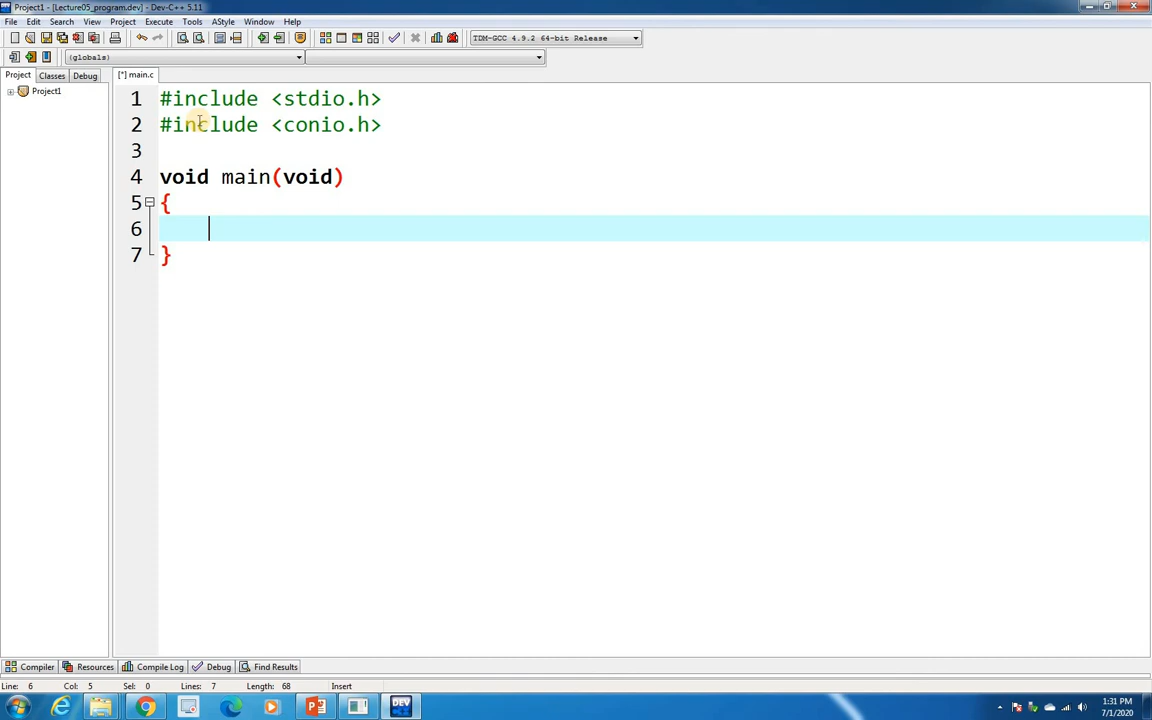 Project1 - [Lecture05_program.dev] - Dev-C++ 5.11
File Edit Search View Project Execute Tools AStyle Window Help
TDM-GCC 4.9.2 64-bit Release
(globals)
Project Classes Debug [*] main.c
Project1
1 #include <stdio.h>
2 #include <conio.h>
3
4 void main(void)
5 {
6
7 }
Compiler Resources Compile Log Debug Find Results
Line: 6 Col: 5 Sel: 0 Lines: 7 Length: 68 Insert
DEV
1:31 PM
7/1/2020